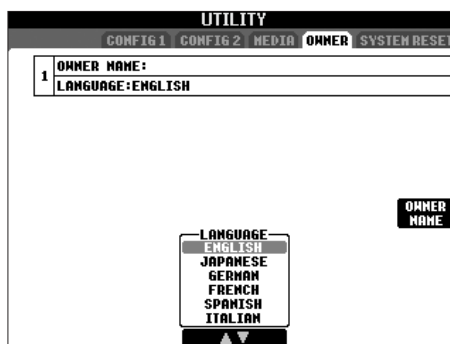 UTILITY
CONFIG 1 CONFIG 2 MEDIA OWNER SYSTEM RESET
1
OWNER NAME:
LANGUAGE:ENGLISH
OWNER
NAME
LANGUAGE
ENGLISH
JAPANESE
GERMAN
FRENCH
SPANISH
ITALIAN